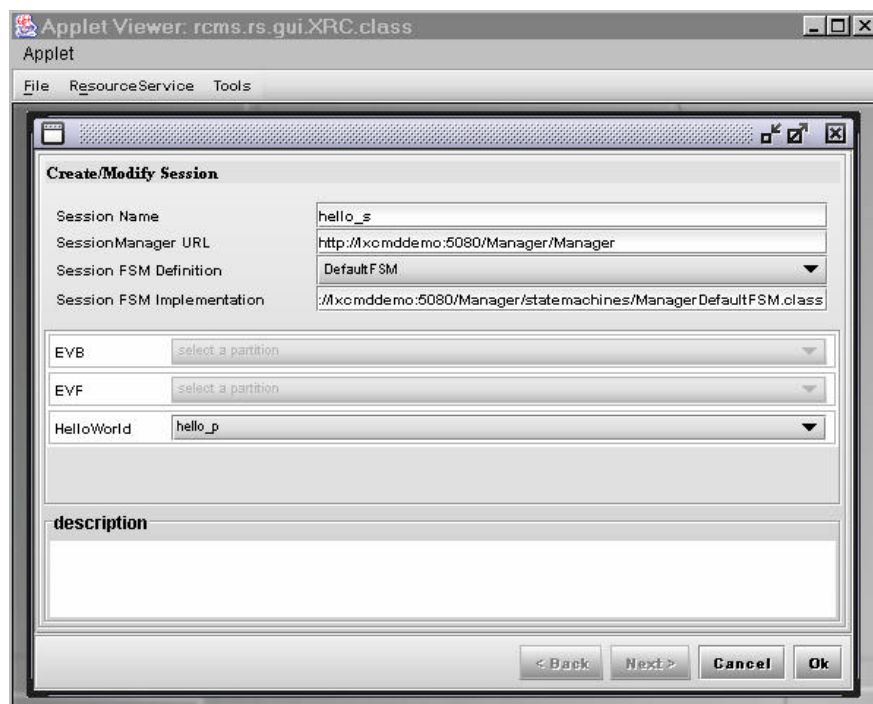 Applet Viewer: rcms.rs.gui.XRC.class
Applet
File ResourceService Tools
Create/Modify Session
Session Name hello_s
SessionManager URL http://lxcmddemo:5080/Manager/Manager
Session FSM Definition DefaultFSM
Session FSM Implementation ://lxcmddemo:5080/Manager/statemachines/ManagerDefaultFSM.class
EVB select a partition
EVF select a partition
HelloWorld hello_p
description
< Back Next > Cancel Ok